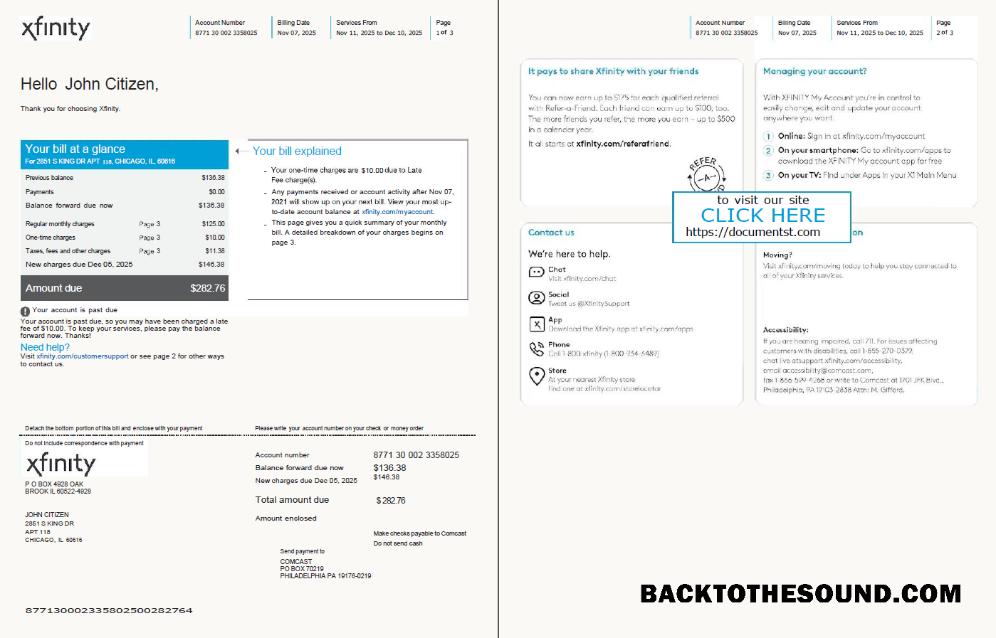 xfinity
Account Number
8771 30 002 3358025
Billing Date
Nov 07, 2025
Services From
Nov 11, 2025 to Dec 10, 2025
Page
1 of 3
Hello John Citizen,
Thank you for choosing Xfinity.
Your bill at a glance
For 2851 S KING DR APT 118, CHICAGO, IL 60616
Previous balance $136.38
Payments $0.00
Balance forward due now $136.38
Regular monthly charges Page 3 $125.00
One-time charges Page 3 $10.00
Taxes, fees and other charges Page 3 $11.38
New charges due Dec 05, 2025 $146.38
Amount due $282.76
Your account is past due
Your account is past due, so you may have been charged a late
fee of $10.00. To keep your services, please pay the balance
forward now. Thanks!
Need help?
Visit xfinity.com/customersupport or see page 2 for other ways
to contact us.
Your bill explained
- Your one-time charges are $10.00 due to Late
Fee charge(s).
- Any payments received or account activity after Nov 07,
2021 will show up on your next bill. View your most up-
to-date account balance at xfinity.com/myaccount.
- This page gives you a quick summary of your monthly
bill. A detailed breakdown of your charges begins on
page 3.
Detach the bottom portion of this bill and enclose with your payment
Please write your account number on your check or money order
Do not include correspondence with payment
xfinity
P O BOX 4928 OAK
BROOK IL 60522-4928
JOHN CITIZEN
2851 S KING DR
APT 118
CHICAGO, IL 60616
Account number 8771 30 002 3358025
Balance forward due now $136.38
New charges due Dec 05, 2025 $146.38
Total amount due $282.76
Amount enclosed
Make checks payable to Comcast
Do not send cash
Send payment to
COMCAST
PO BOX 70219
PHILADELPHIA PA 19176-0219
877130002335802500282764
Account Number
8771 30 002 3358025
Billing Date
Nov 07, 2025
Services From
Nov 11, 2025 to Dec 10, 2025
Page
2 of 3
It pays to share Xfinity with your friends
You can now earn up to $175 for each qualified referral
with Refer-a-Friend. Each friend can earn up to $100, too.
The more friends you refer, the more you earn – up to $500
in a calendar year.
It all starts at xfinity.com/referafriend.
REFER
-A-
Managing your account?
With XFINITY My Account you're in control to
easily change, edit and update your account
anywhere you want.
1 Online: Sign in at xfinity.com/myaccount
2 On your smartphone: Go to xfinity.com/apps to
download the XFINITY My account app for free
3 On your TV: Find under Apps in your X1 Main Menu
to visit our site
CLICK HERE
https://documentst.com
Contact us
We're here to help.
Chat
Visit xfinity.com/chat
Social
Tweet us @XfinitySupport
App
Download the Xfinity app at xfinity.com/apps
Phone
Call 1-800-xfinity (1-800-934-6489)
Store
At your nearest Xfinity store
Find one at xfinity.com/storelocator
on
Moving?
Visit xfinity.com/moving today to help you stay connected to
all of your Xfinity services.
Accessibility:
If you are hearing impaired, call 711. For issues affecting
customers with disabilities, call 1-855-270-0379,
chat live at support.xfinity.com/accessibility,
email accessibility@comcast.com,
fax 1-866-599-4268 or write to Comcast at 1701 JFK Blvd.,
Philadelphia, PA 19103-2838 Attn: M. Gifford.
BACKTOTHESOUND.COM